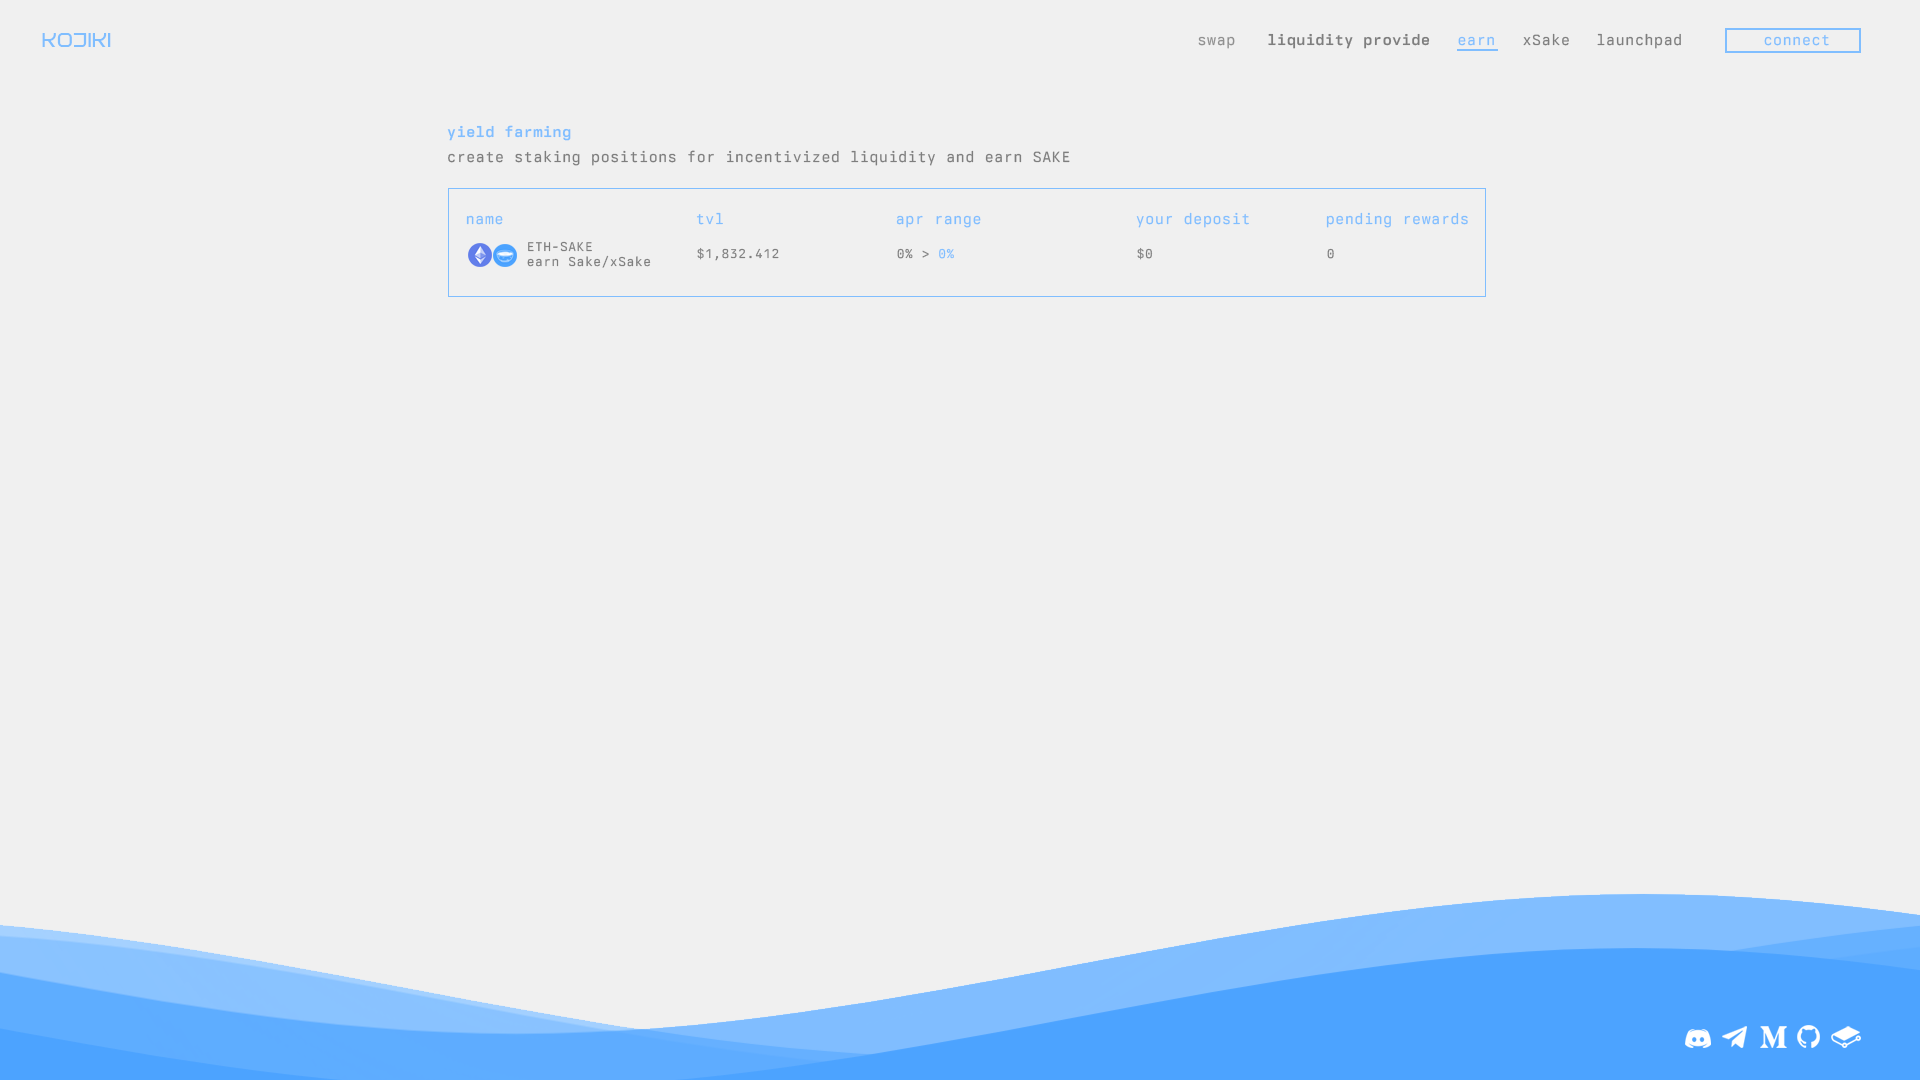 KOJIKI
swap liquidity provide earn xSake launchpad connect
yield farming
create staking positions for incentivized liquidity and earn SAKE
name tvl apr range your deposit pending rewards
ETH-SAKE
earn Sake/xSake
$1,832.412 0% > 0% $0 0